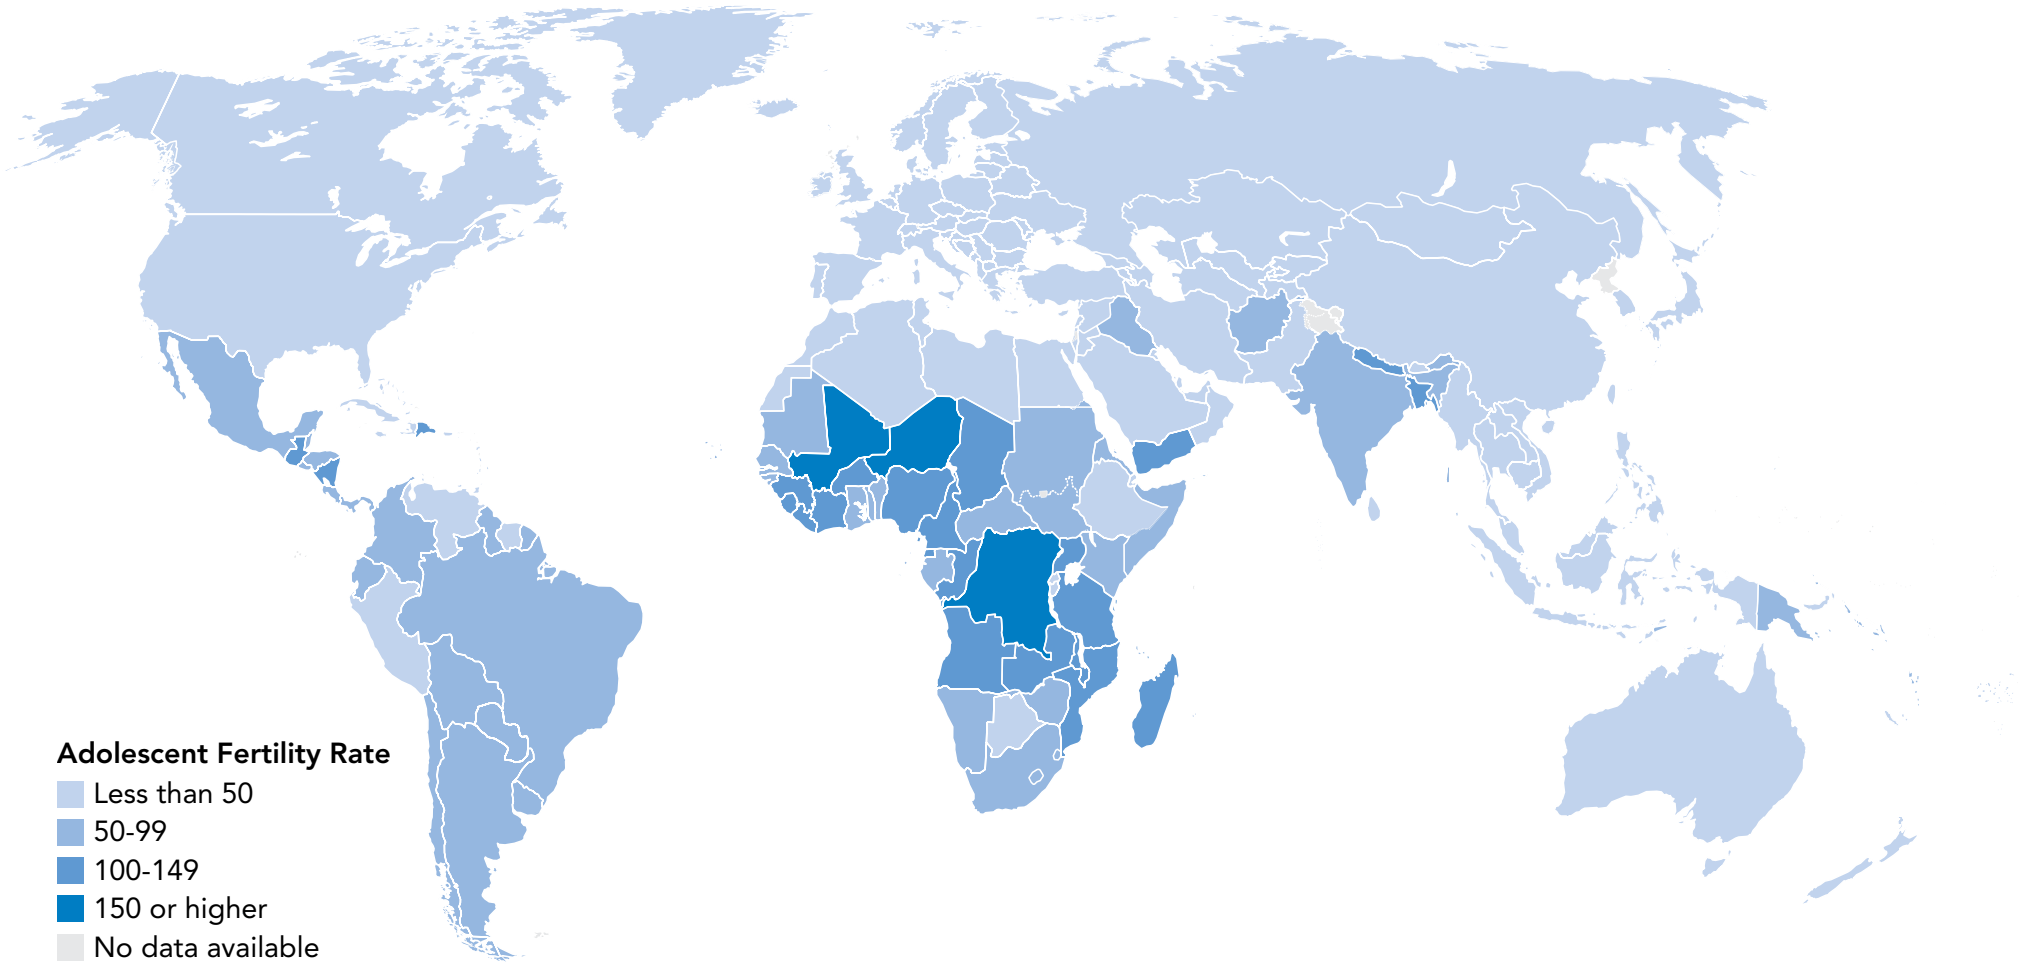 Adolescent Fertility Rate
Less than 50
50-99
100-149
150 or higher
No data available